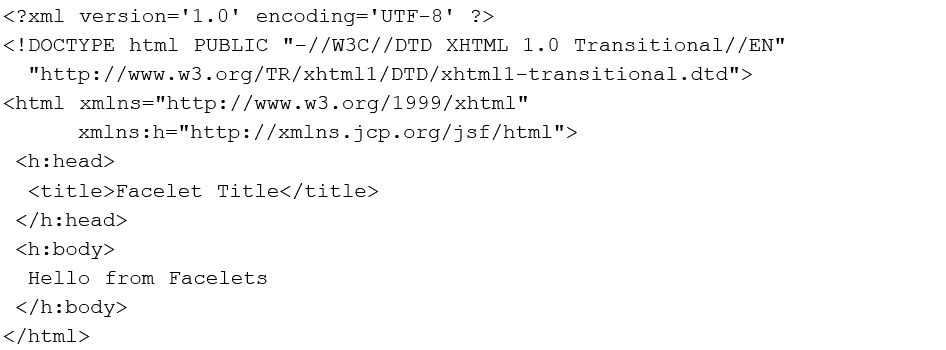 <?xml version='1.0' encoding='UTF-8' ?>
<!DOCTYPE html PUBLIC "-//W3C//DTD XHTML 1.0 Transitional//EN"
"http://www.w3.org/TR/xhtml1/DTD/xhtml1-transitional.dtd">
<html xmlns="http://www.w3.org/1999/xhtml"
xmlns:h="http://xmlns.jcp.org/jsf/html">
<h:head>
<title>Facelet Title</title>
</h:head>
<h:body>
Hello from Facelets
</h:body>
</html>